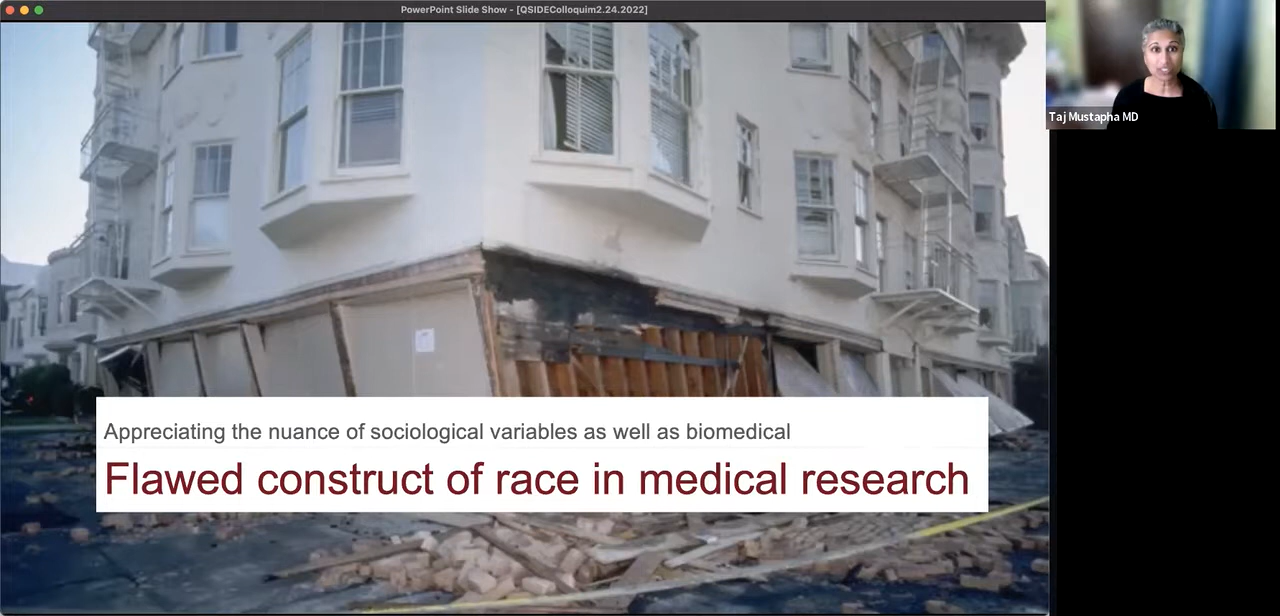 PowerPoint Slide Show - [QSIDEColloquim2.24.2022]
Taj Mustapha MD
Appreciating the nuance of sociological variables as well as biomedical
Flawed construct of race in medical research